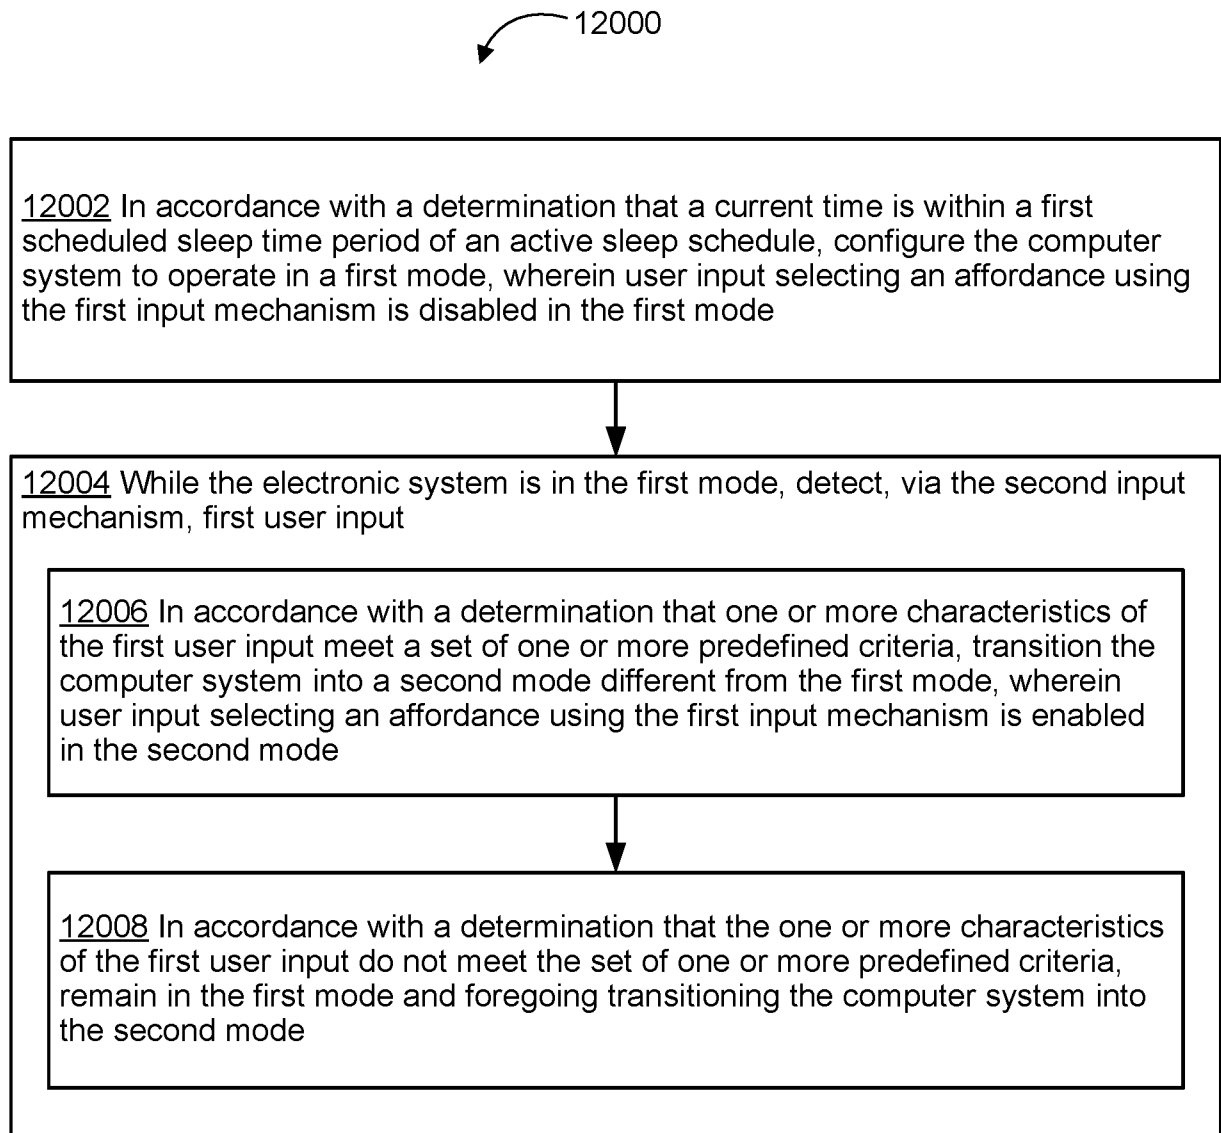 12000
12002 In accordance with a determination that a current time is within a first
scheduled sleep time period of an active sleep schedule, configure the computer
system to operate in a first mode, wherein user input selecting an affordance using
the first input mechanism is disabled in the first mode
12004 While the electronic system is in the first mode, detect, via the second input
mechanism, first user input
12006 In accordance with a determination that one or more characteristics of
the first user input meet a set of one or more predefined criteria, transition the
computer system into a second mode different from the first mode, wherein
user input selecting an affordance using the first input mechanism is enabled
in the second mode
12008 In accordance with a determination that the one or more characteristics
of the first user input do not meet the set of one or more predefined criteria,
remain in the first mode and foregoing transitioning the computer system into
the second mode